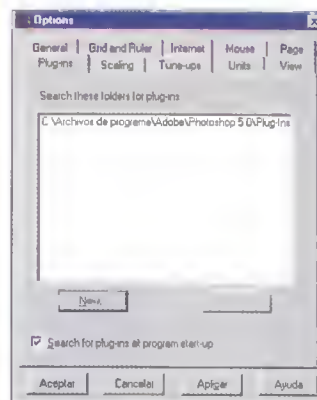 Options
General Grid and Ruler Internet Mouse Page
Plug-ins Scaling Tune-ups Units View
Search these folders for plug-ins
C:\Archivos de programa\Adobe\Photoshop 5.0\Plug-Ins
New...
Search for plug-ins at program start-up
Aceptar Cancelar Aplicar Ayuda